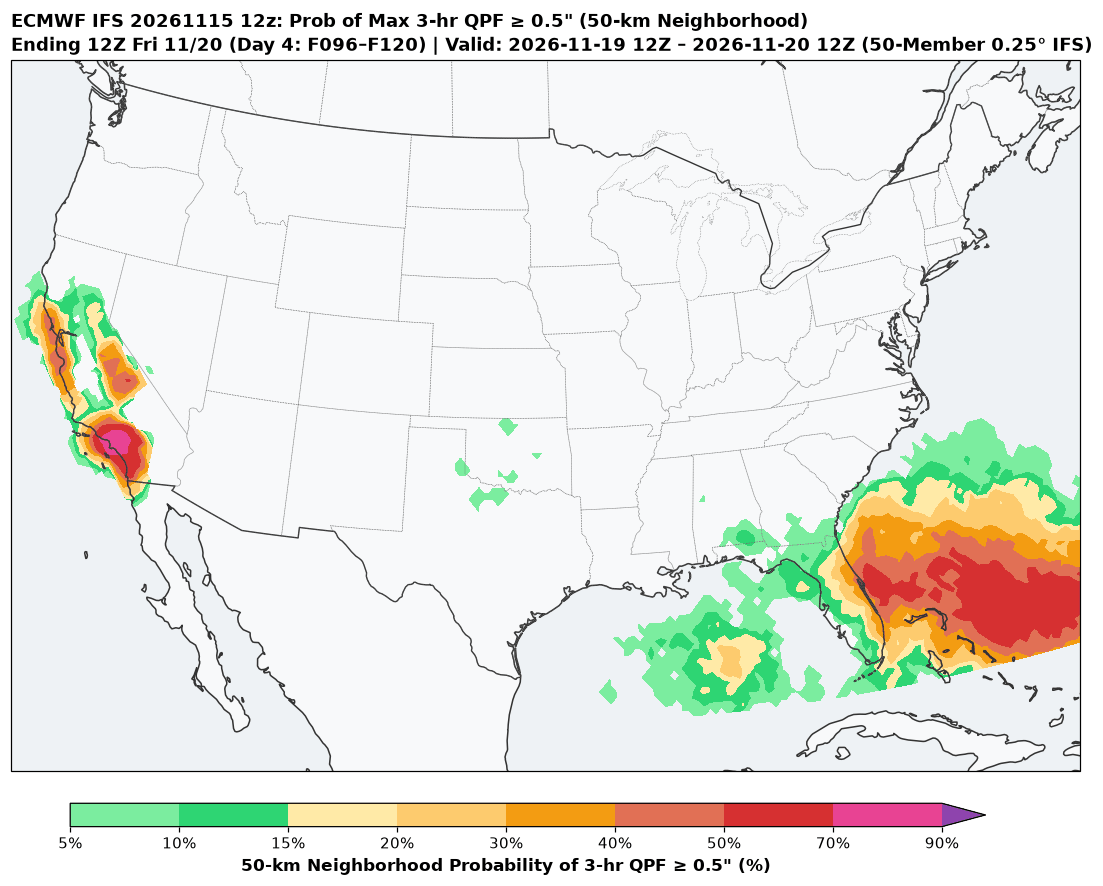 ECMWF IFS 20261115 12z: Prob of Max 3-hr QPF ≥ 0.5" (50-km Neighborhood)
Ending 12Z Fri 11/20 (Day 4: F096–F120) | Valid: 2026-11-19 12Z – 2026-11-20 12Z (50-Member 0.25° IFS)
5% 10% 15% 20% 30% 40% 50% 70% 90%
50-km Neighborhood Probability of 3-hr QPF ≥ 0.5" (%)